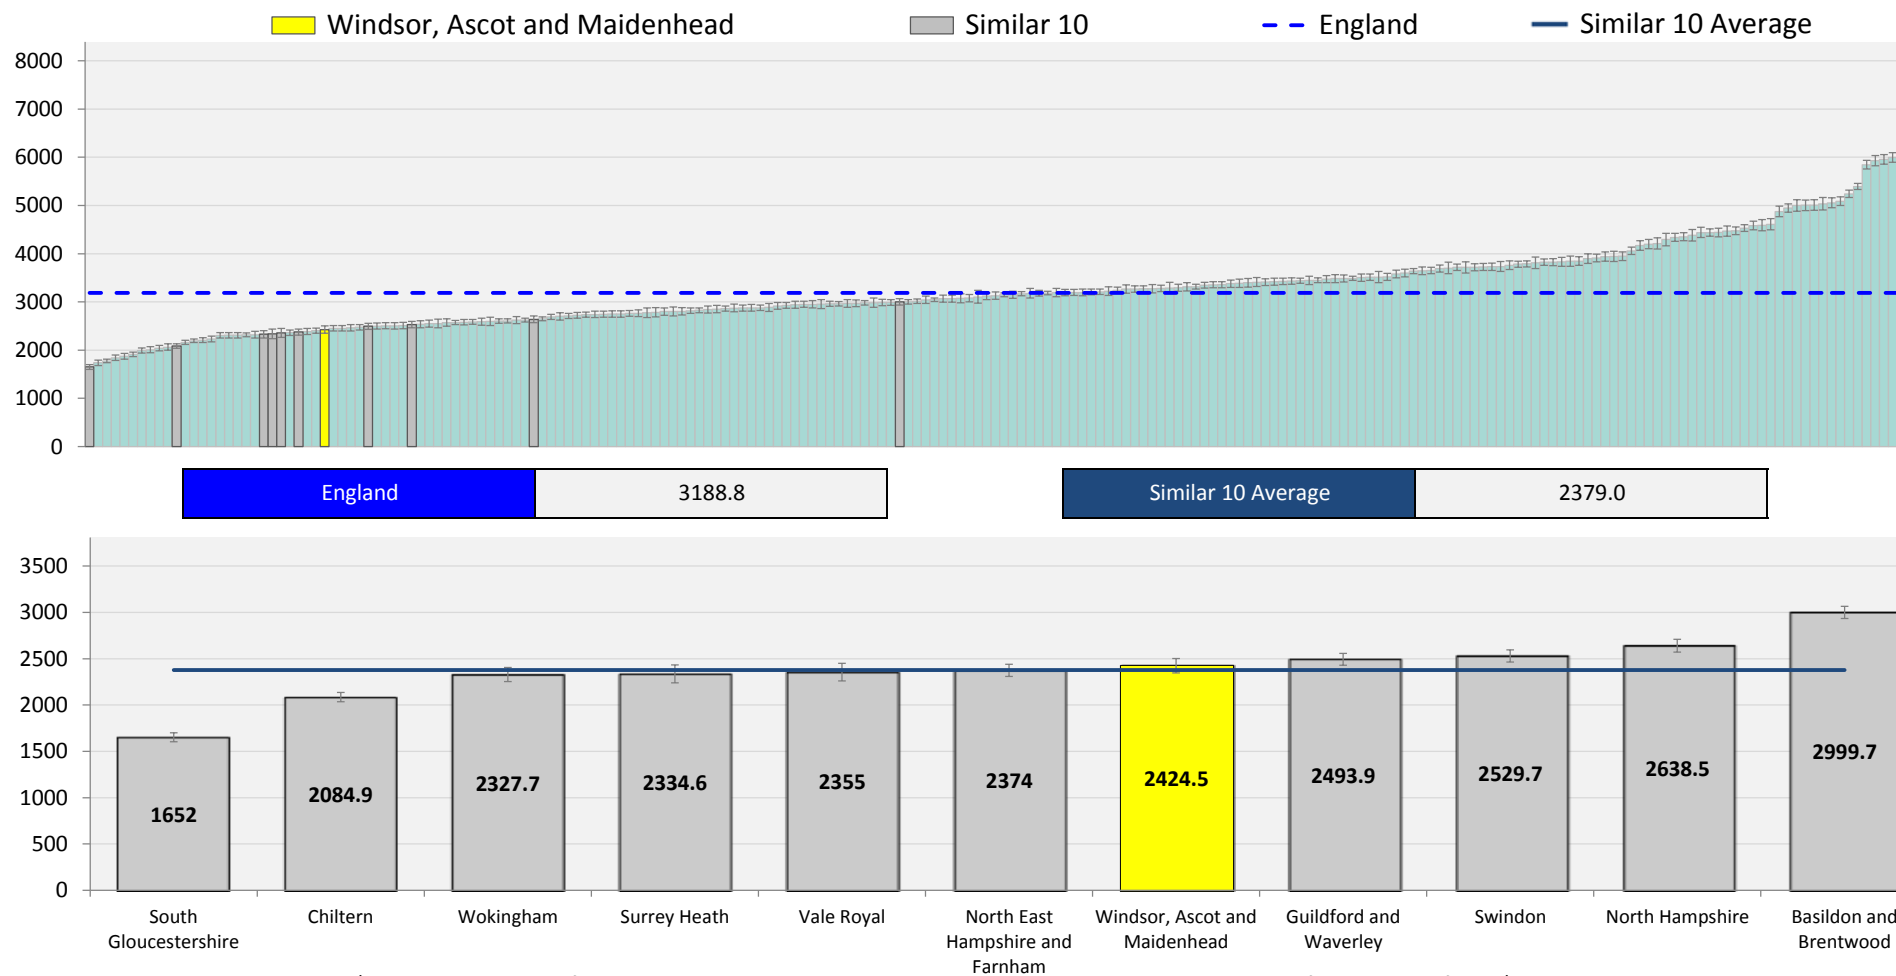 Windsor, Ascot and Maidenhead Similar 10 England Similar 10 Average
8000
7000
6000
5000
4000
3000
2000
1000
0
England 3188.8 Similar 10 Average 2379.0
3500
3000
2500
2000
1500
1000
500
0
1652 2084.9 2327.7 2334.6 2355 2374 2424.5 2493.9 2529.7 2638.5 2999.7
South Gloucestershire
Chiltern
Wokingham
Surrey Heath
Vale Royal
North East Hampshire and Farnham
Windsor, Ascot and Maidenhead
Guildford and Waverley
Swindon
North Hampshire
Basildon and Brentwood